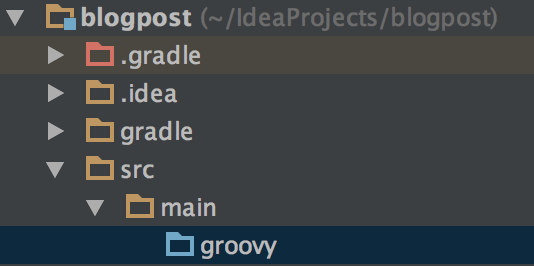 blogpost (~/IdeaProjects/blogpost)
.gradle
.idea
gradle
src
main
groovy